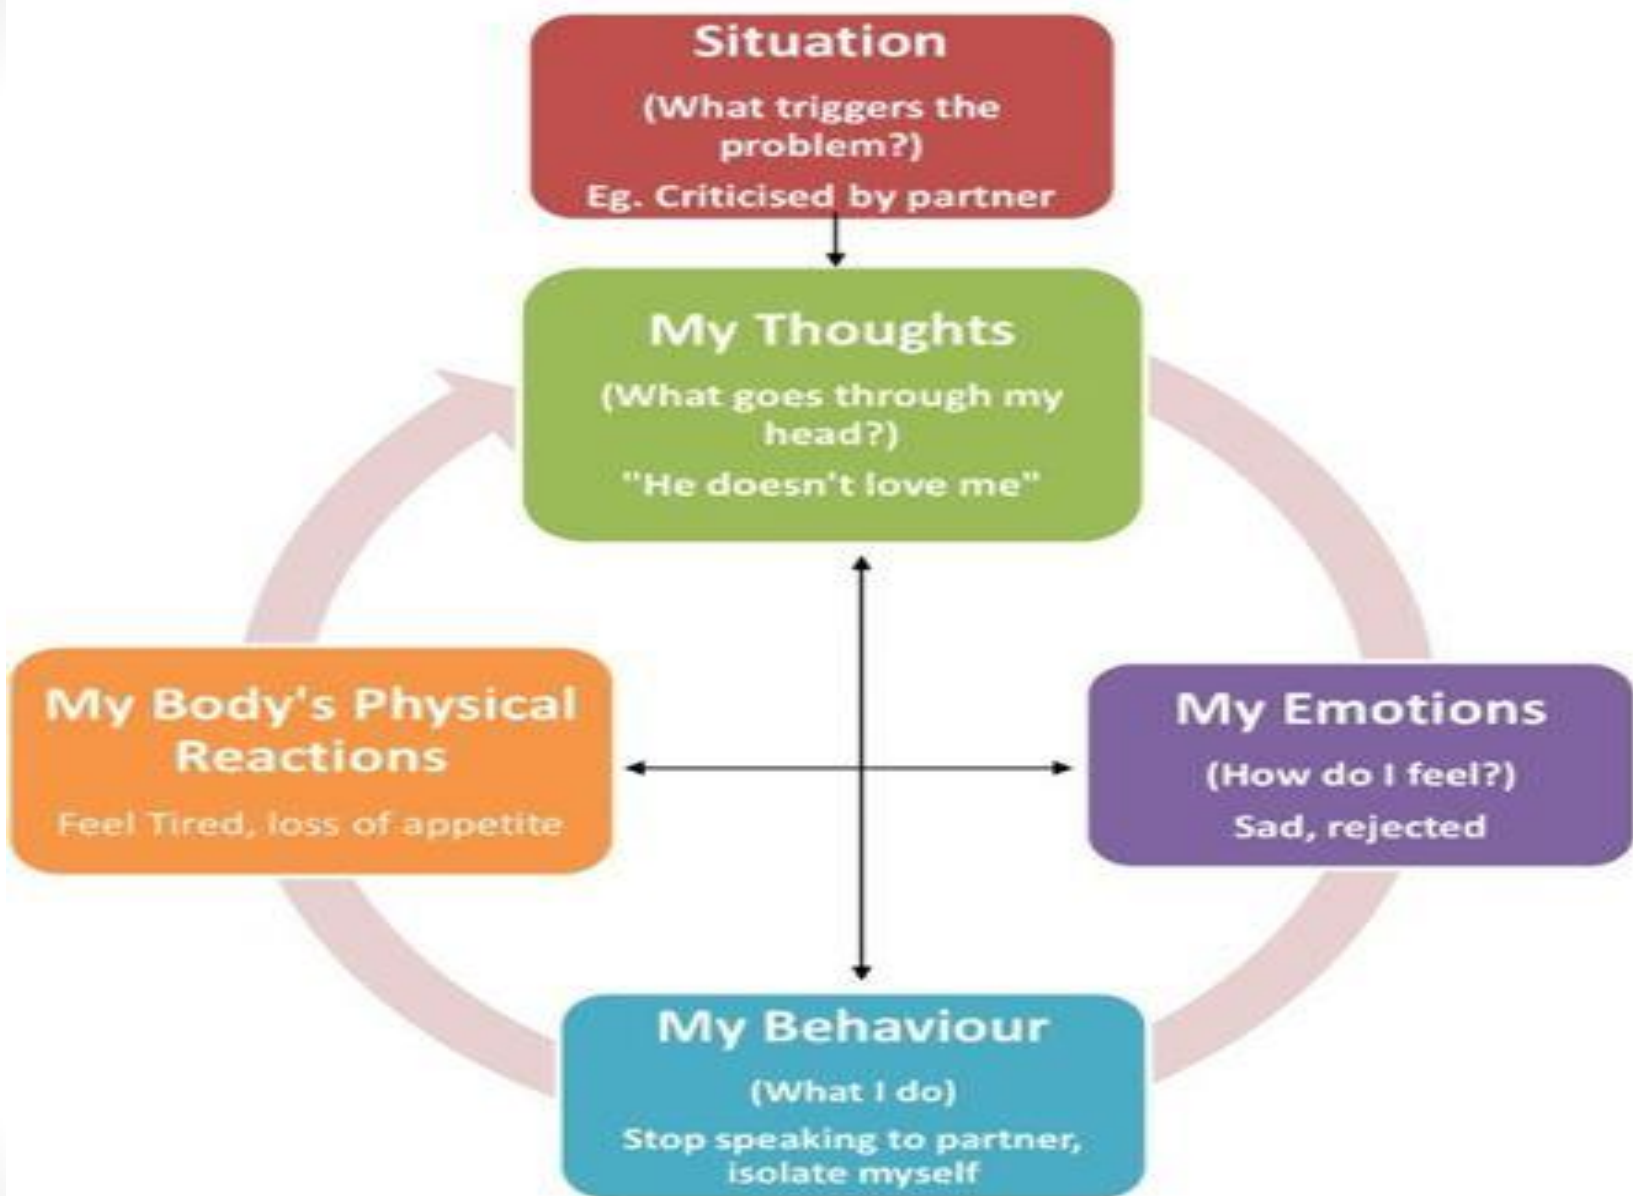 Situation
(What triggers the
problem?)
Eg. Criticised by partner
My Thoughts
(What goes through my
head?)
"He doesn't love me"
My Body's Physical
Reactions
Feel Tired, loss of appetite
My Emotions
(How do I feel?)
Sad, rejected
My Behaviour
(What I do)
Stop speaking to partner,
isolate myself